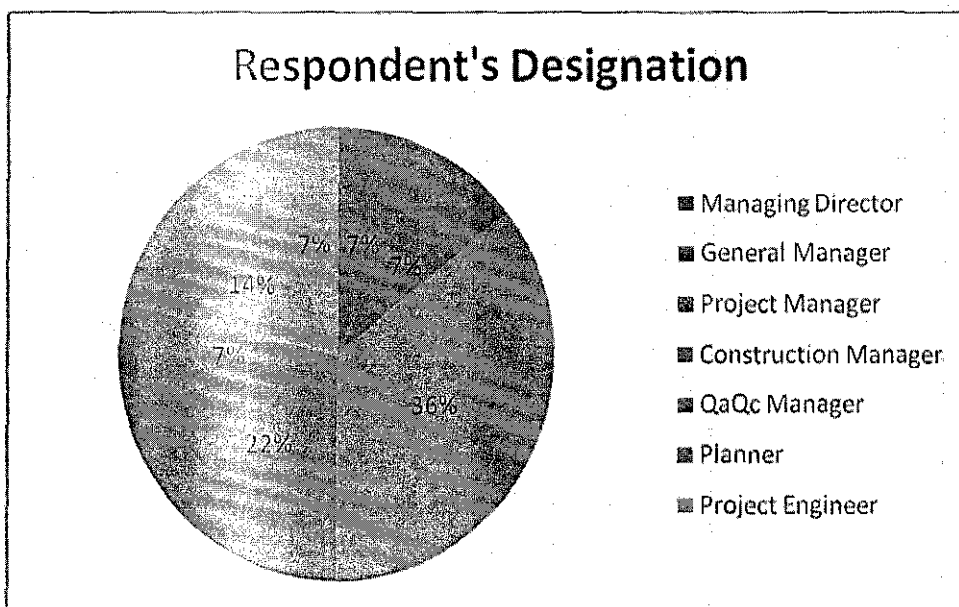 Respondent's Designation
7%
7%
7%
14%
7%
36%
22%
Managing Director
General Manager
Project Manager
Construction Manager
QaQc Manager
Planner
Project Engineer